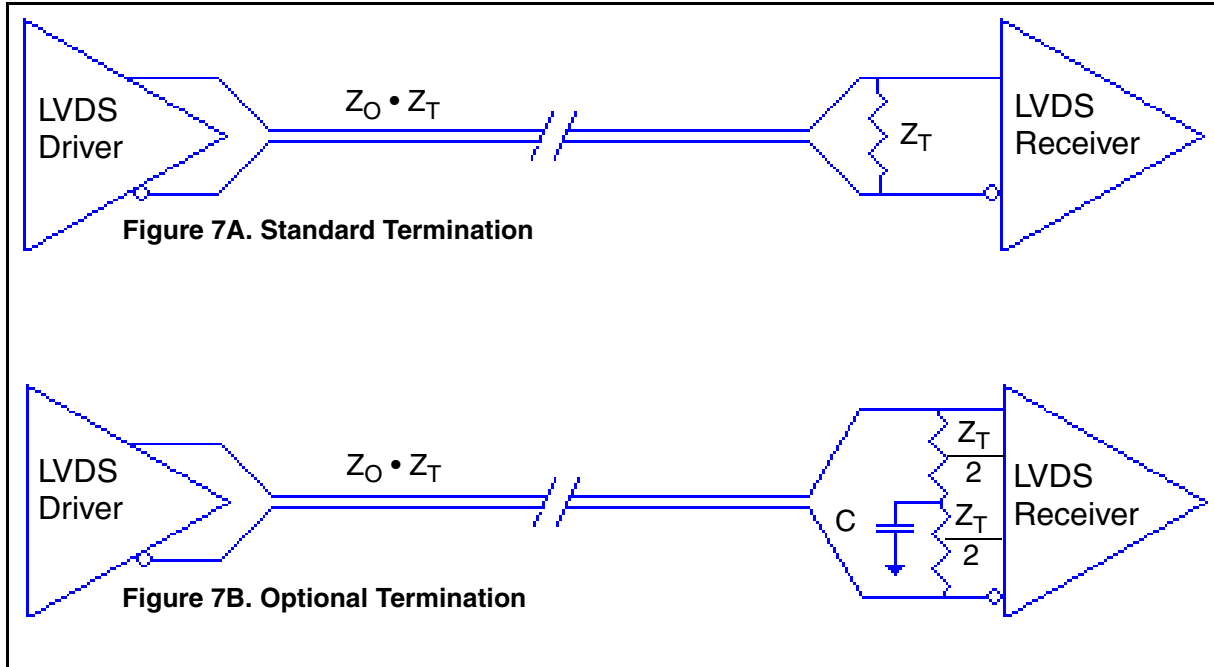 LVDS
Driver
Z_O • Z_T
Z_T
LVDS
Receiver
Figure 7A. Standard Termination
LVDS
Driver
Z_O • Z_T
C
Z_T
2
Z_T
2
LVDS
Receiver
Figure 7B. Optional Termination